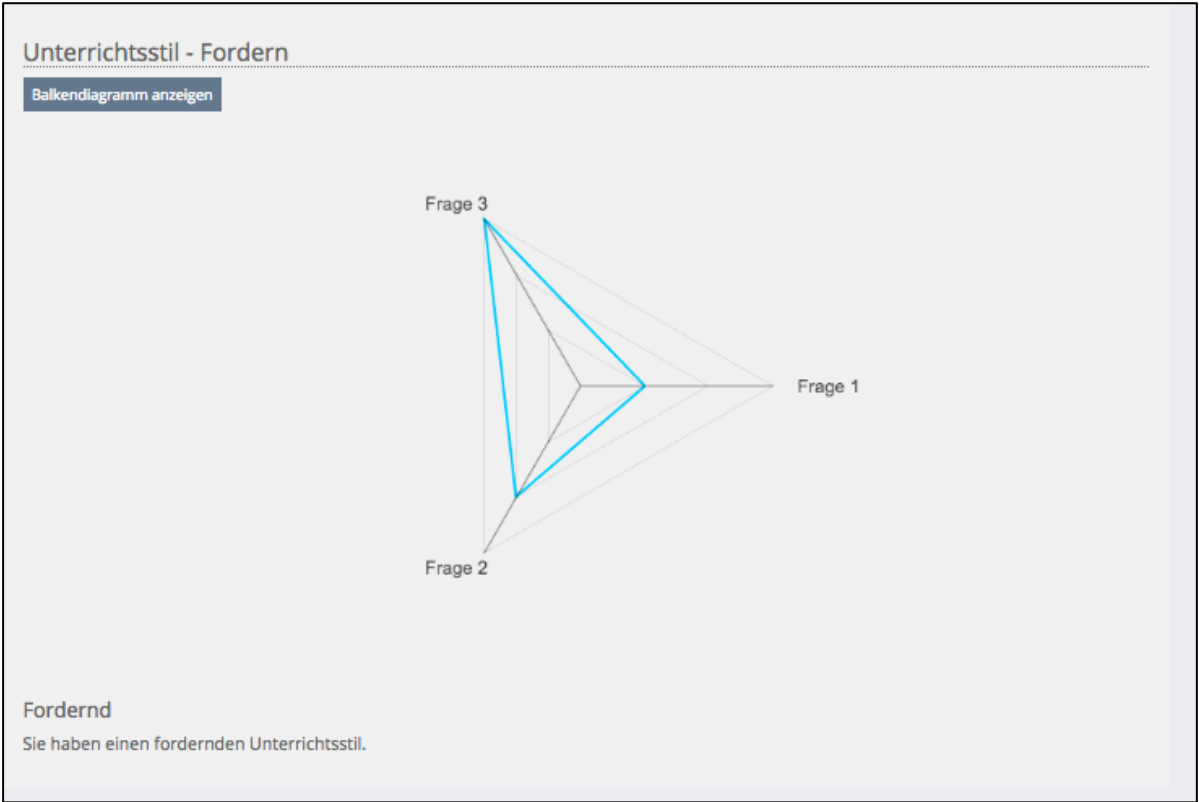 Unterrichtsstil - Fordern
Balkendiagramm anzeigen
Frage 3
Frage 1
Frage 2
Fordernd
Sie haben einen fordernden Unterrichtsstil.